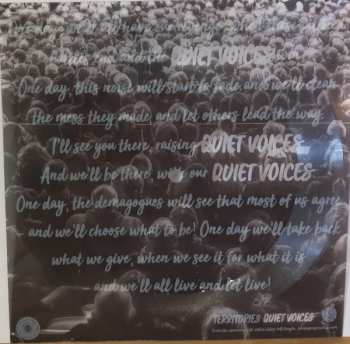 QUIET VOICES
One day, this noise will start to fade and we'll clean
the mess they made and let others lead the way.
I'll see you there, raising QUIET VOICES
And we'll be there, with our QUIET VOICES
One day, the demagogues will see that most of us agree
and we'll choose what to be! One day we'll take back
what we give, when we see it for what it is
and we'll all live and let live!
TERRITORIES QUIET VOICES